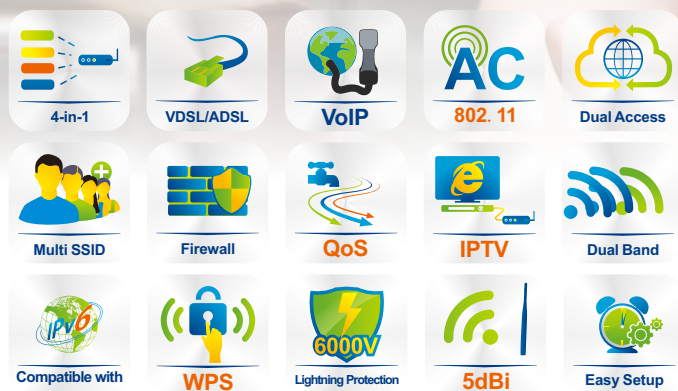 AC
4-in-1
VDSL/ADSL
VoIP
802. 11
Dual Access
Multi SSID
Firewall
QoS
e
IPTV
Dual Band
IPv6
Compatible with
WPS
6000V
Lightning Protection
5dBi
Easy Setup